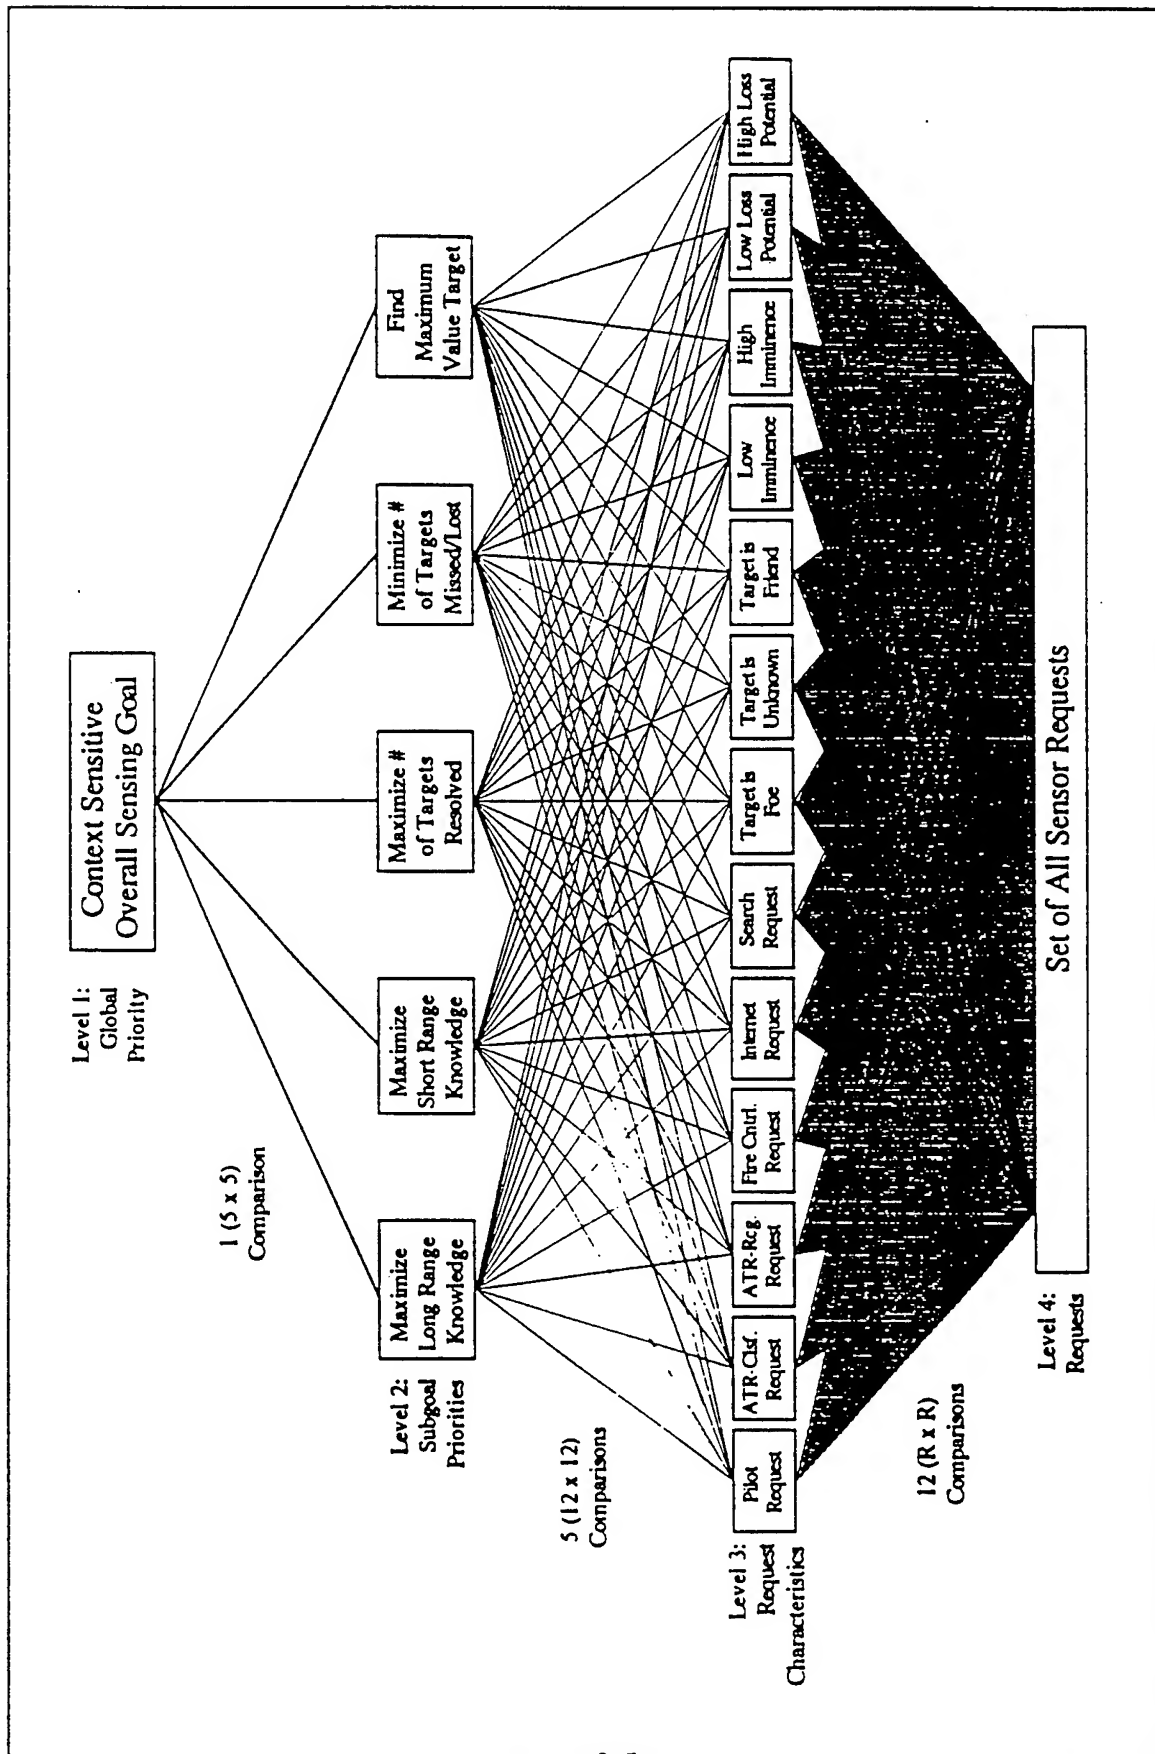 Level 1:
Global
Priority
Context Sensitive
Overall Sensing Goal
1 (5 x 5)
Comparison
Level 2:
Subgoal
Priorities
Maximize
Long Range
Knowledge
Maximize
Short Range
Knowledge
Maximize #
of Targets
Resolved
Minimize #
of Targets
Missed/Lost
Find
Maximum
Value Target
5 (12 x 12)
Comparisons
Level 3:
Request
Characteristics
Pilot
Request
ATR-Clsf.
Request
ATR-Rcg.
Request
Fire Cntrl.
Request
Internet
Request
Search
Request
Target is
Foe
Target is
Unknown
Target is
Friend
Low
Imminence
High
Imminence
Low Loss
Potential
High Loss
Potential
12 (R x R)
Comparisons
Level 4:
Requests
Set of All Sensor Requests